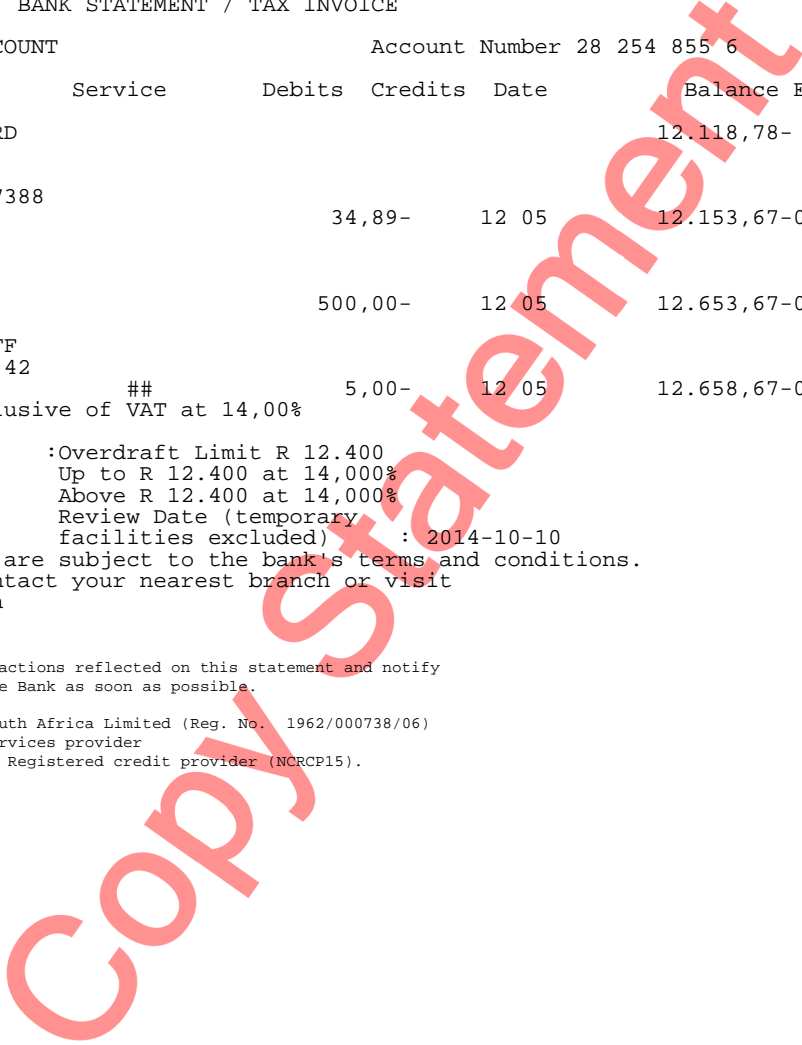 BANK STATEMENT / TAX INVOICE
COUNT Account Number 28 254 855 6
Service Debits Credits Date Balance E
RD 12.118,78-
7388
34,89- 12 05 12.153,67-0
500,00- 12 05 12.653,67-0
TF
42
## 5,00- 12 05 12.658,67-0
lusive of VAT at 14,00%
:Overdraft Limit R 12.400
Up to R 12.400 at 14,000%
Above R 12.400 at 14,000%
Review Date (temporary
facilities excluded) : 2014-10-10
are subject to the bank's terms and conditions.
ntact your nearest branch or visit
actions reflected on this statement and notify
e Bank as soon as possible.
uth Africa Limited (Reg. No. 1962/000738/06)
rvices provider
Registered credit provider (NCRCP15).
Copy Statement